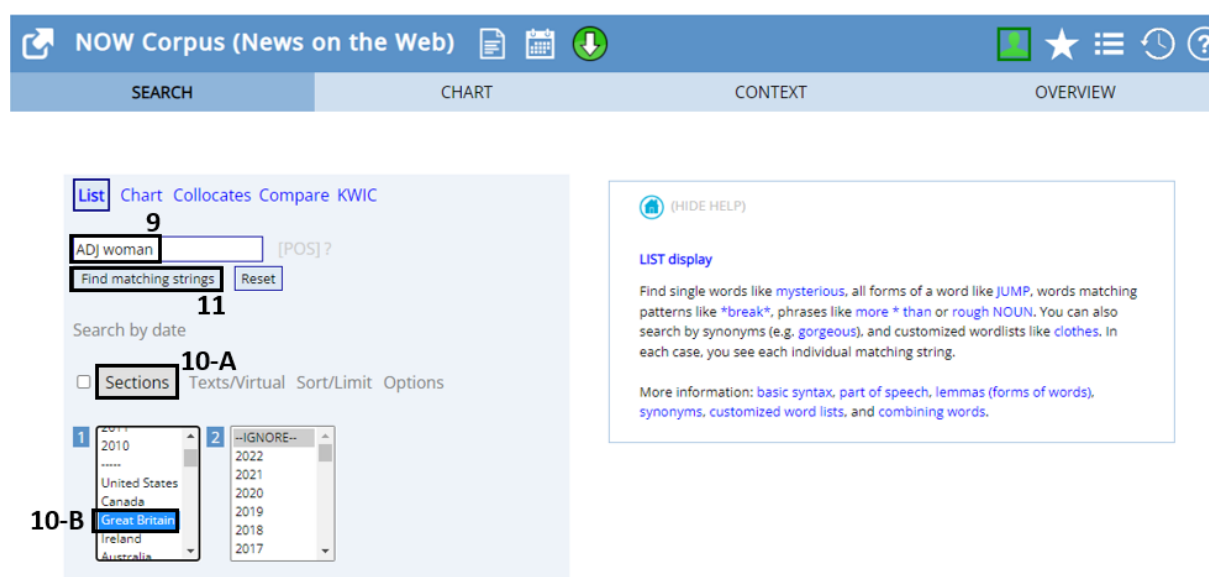 NOW Corpus (News on the Web)
SEARCH CHART CONTEXT OVERVIEW
List Chart Collocates Compare KWIC
9
ADJ woman [POS] ?
Find matching strings Reset
11
Search by date
10-A
Sections Texts/Virtual Sort/Limit Options
1 2011 2 --IGNORE--
2010 2022
----- 2021
United States 2020
Canada 2019
10-B Great Britain 2018
Ireland 2017
Australia
(HIDE HELP)
LIST display
Find single words like mysterious, all forms of a word like JUMP, words matching
patterns like *break*, phrases like more * than or rough NOUN. You can also
search by synonyms (e.g. gorgeous), and customized wordlists like clothes. In
each case, you see each individual matching string.
More information: basic syntax, part of speech, lemmas (forms of words),
synonyms, customized word lists, and combining words.